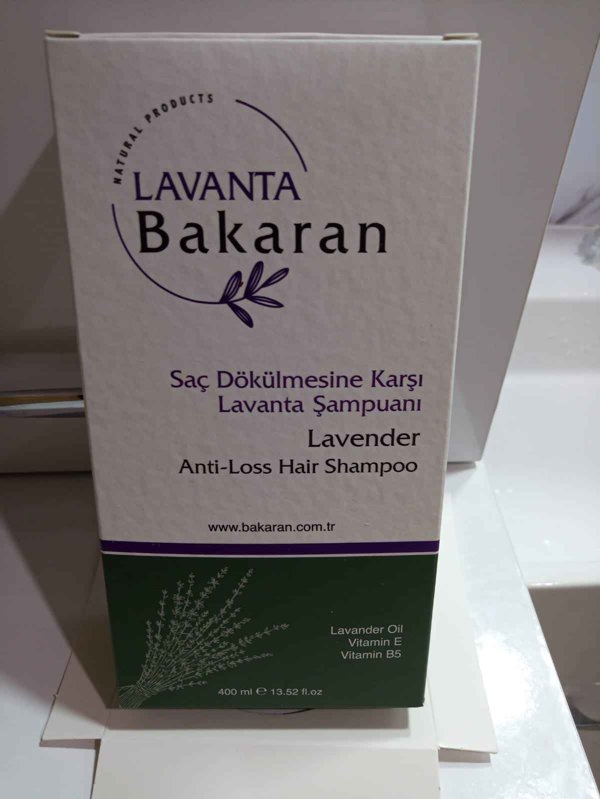 NATURAL PRODUCTS
LAVANTA
Bakaran
Saç Dökülmesine Karşı
Lavanta Şampuanı
Lavender
Anti-Loss Hair Shampoo
www.bakaran.com.tr
Lavander Oil
Vitamin E
Vitamin B5
400 ml ℮ 13.52 fl.oz